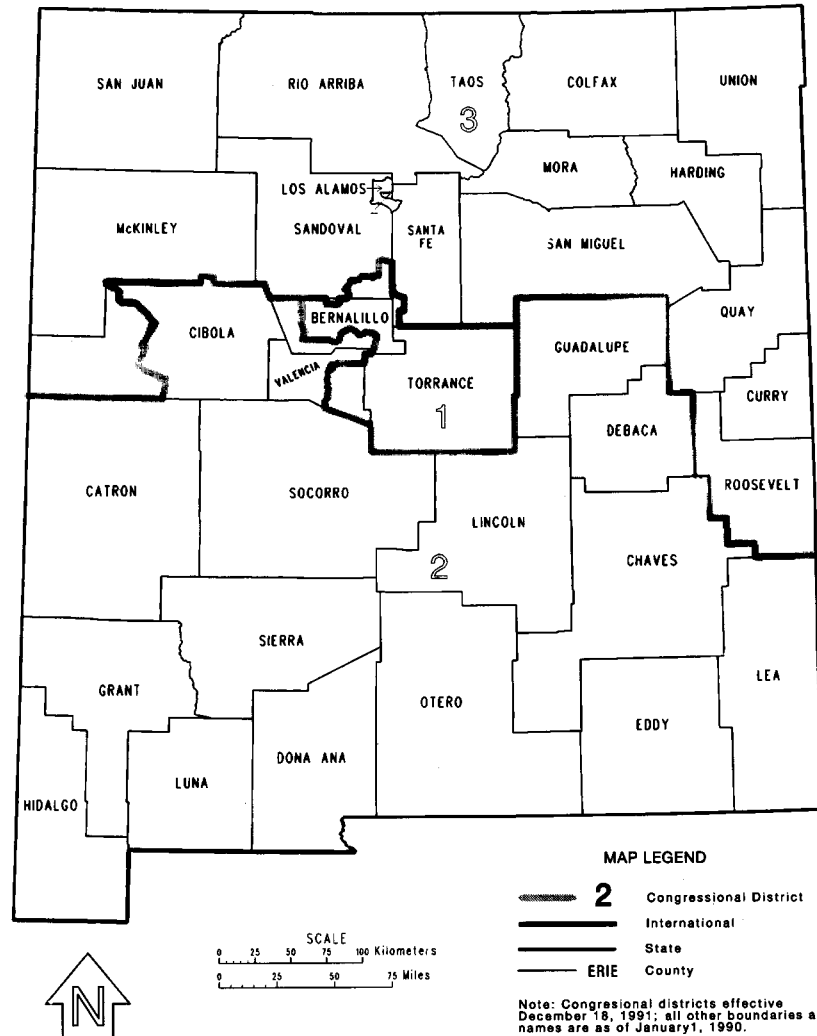 SAN JUAN
RIO ARRIBA
TAOS
COLFAX
UNION
3
MORA
HARDING
LOS ALAMOS
McKINLEY
SANDOVAL
SANTA
FE
SAN MIGUEL
QUAY
BERNALILLO
CIBOLA
GUADALUPE
VALENCIA
TORRANCE
CURRY
1
DEBACA
ROOSEVELT
CATRON
SOCORRO
LINCOLN
CHAVES
2
SIERRA
GRANT
OTERO
LEA
EDDY
DONA ANA
LUNA
HIDALGO
MAP LEGEND
2 Congressional District
International
State
ERIE County
SCALE
0 25 50 75 100 Kilometers
0 25 50 75 Miles
N
Note: Congresional districts effective
December 18, 1991; all other boundaries a
names are as of January1, 1990.